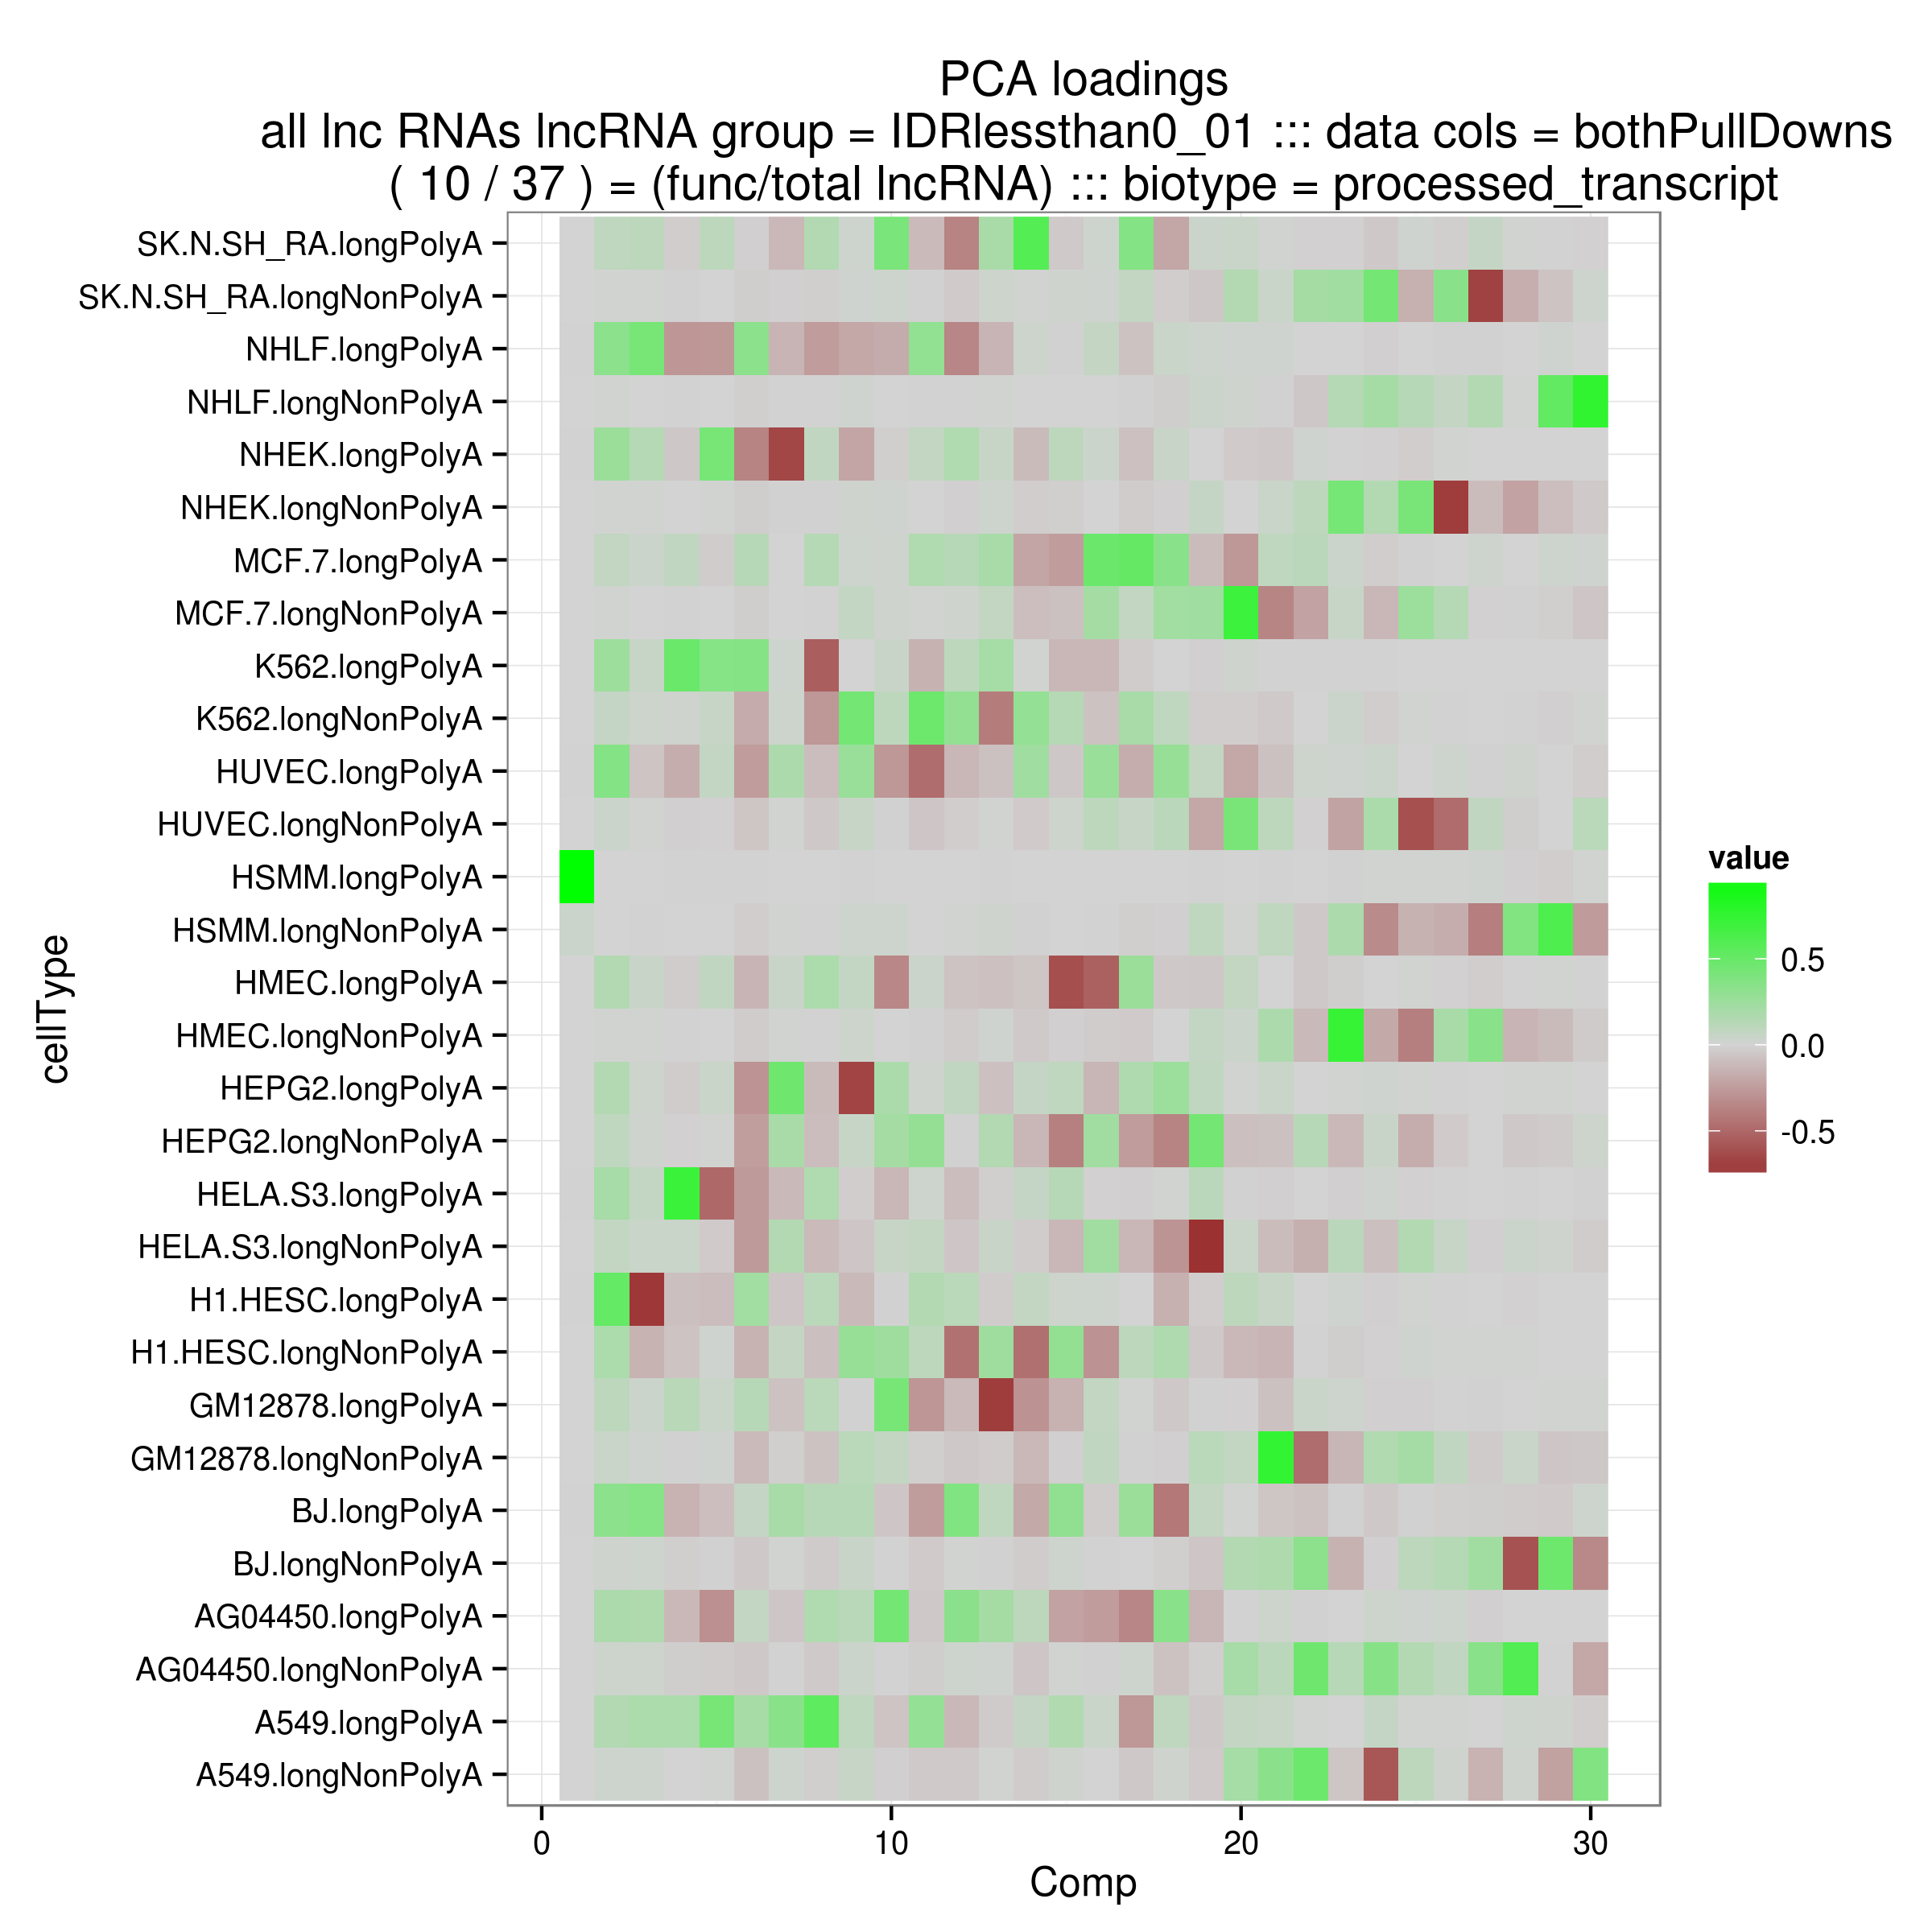 PCA loadings
all lnc RNAs lncRNA group = IDRlessthan0_01 ::: data cols = bothPullDowns
( 10 / 37 ) = (func/total lncRNA) ::: biotype = processed_transcript
SK.N.SH_RA.longPolyA
SK.N.SH_RA.longNonPolyA
NHLF.longPolyA
NHLF.longNonPolyA
NHEK.longPolyA
NHEK.longNonPolyA
MCF.7.longPolyA
MCF.7.longNonPolyA
K562.longPolyA
K562.longNonPolyA
HUVEC.longPolyA
HUVEC.longNonPolyA
HSMM.longPolyA
HSMM.longNonPolyA
HMEC.longPolyA
HMEC.longNonPolyA
HEPG2.longPolyA
HEPG2.longNonPolyA
HELA.S3.longPolyA
HELA.S3.longNonPolyA
H1.HESC.longPolyA
H1.HESC.longNonPolyA
GM12878.longPolyA
GM12878.longNonPolyA
BJ.longPolyA
BJ.longNonPolyA
AG04450.longPolyA
AG04450.longNonPolyA
A549.longPolyA
A549.longNonPolyA
cellType
0 10 20 30
Comp
value
0.5
0.0
-0.5